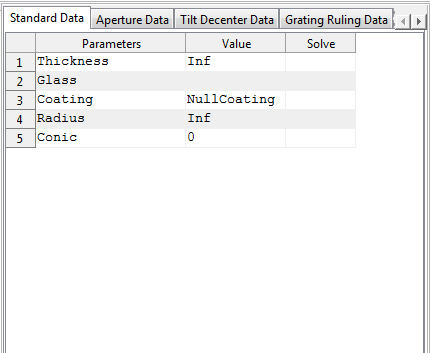 Standard Data Aperture Data Tilt Decenter Data Grating Ruling Data
Parameters Value Solve
1 Thickness Inf
2 Glass
3 Coating NullCoating
4 Radius Inf
5 Conic 0